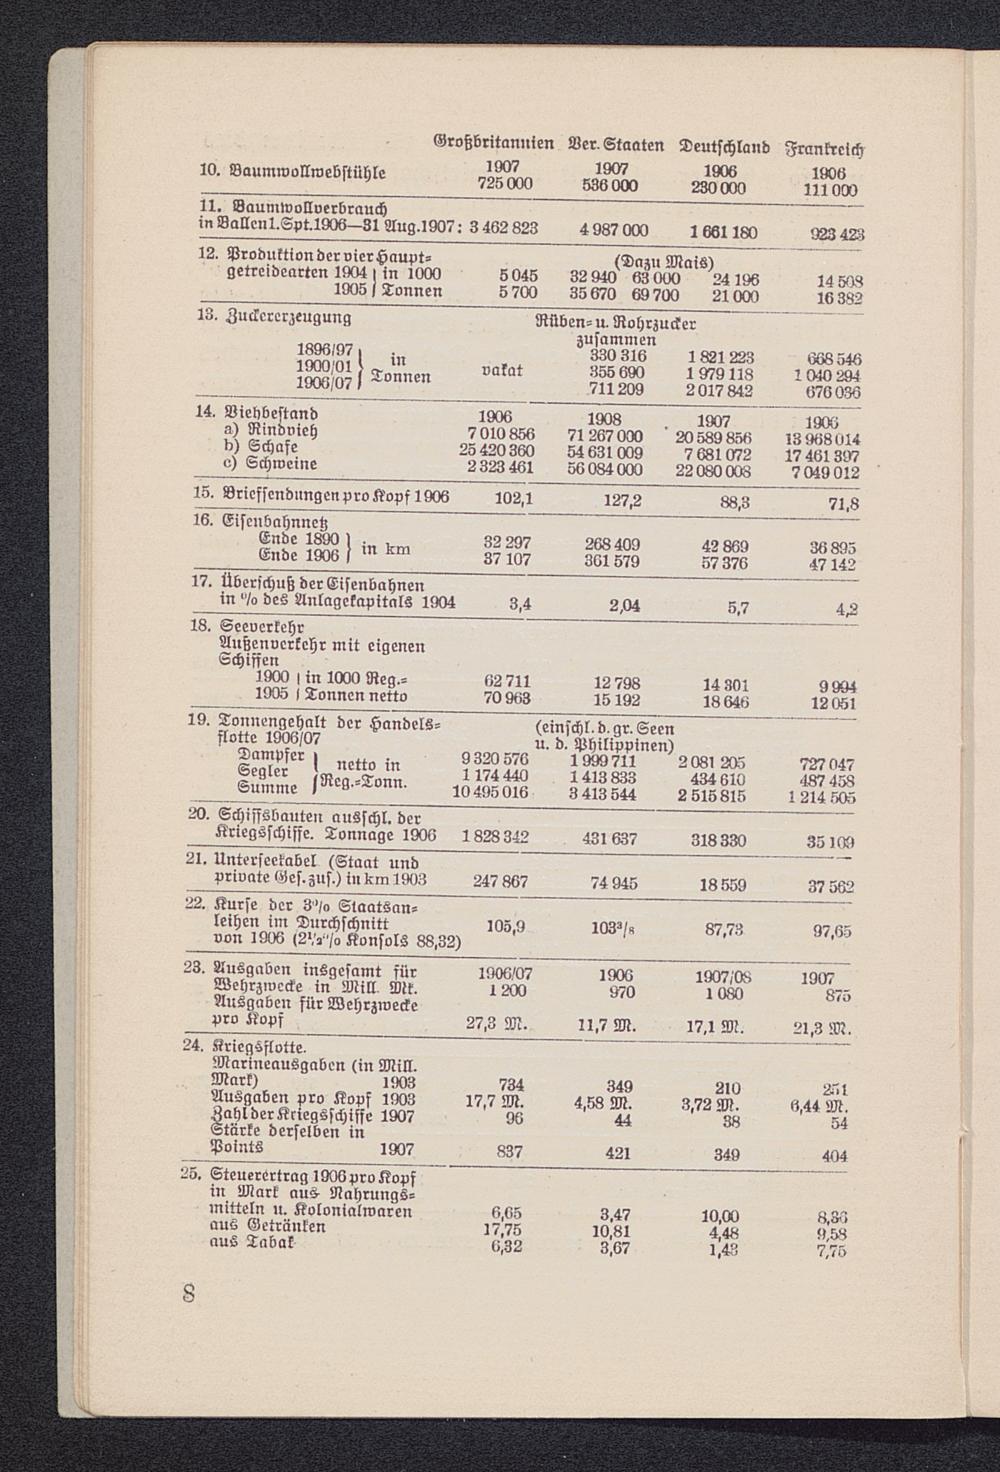 Großbritannien Ver. Staaten Deutschland Frankreich
10. Baumwollwebstühle 1907 1907 1906 1906
725 000 536 000 230 000 111 000
11. Baumwollverbrauch
in Ballen 1. Spt. 1906—31 Aug. 1907: 3 462 823 4 987 000 1 661 180 923 423
12. Produktion der vier Haupt= (Dazu Mais)
getreidearten 1904 } in 1000 5 045 32 940 63 000 24 196 14 508
1905 } Tonnen 5 700 35 670 69 700 21 000 16 382
13. Zuckererzeugung Rüben= u. Rohrzucker
zusammen
1896/97 } in 330 316 1 821 223 668 546
1900/01 } Tonnen vakat 355 690 1 979 118 1 040 294
1906/07 } 711 209 2 017 842 676 036
14. Viehbestand 1906 1908 1907 1906
a) Rindvieh 7 010 856 71 267 000 20 589 856 13 968 014
b) Schafe 25 420 360 54 631 009 7 681 072 17 461 397
c) Schweine 2 323 461 56 084 000 22 080 008 7 049 012
15. Briefsendungen pro Kopf 1906 102,1 127,2 88,3 71,8
16. Eisenbahnnetz
Ende 1890 } in km 32 297 268 409 42 869 36 895
Ende 1906 } 37 107 361 579 57 376 47 142
17. Überschuß der Eisenbahnen
in % des Anlagekapitals 1904 3,4 2,04 5,7 4,2
18. Seeverkehr
Außenverkehr mit eigenen
Schiffen
1900 } in 1000 Reg.= 62 711 12 798 14 301 9 994
1905 } Tonnen netto 70 963 15 192 18 646 12 051
19. Tonnengehalt der Handels= (einschl. d. gr. Seen
flotte 1906/07 u. d. Philippinen)
Dampfer } netto in 9 320 576 1 999 711 2 081 205 727 047
Segler } Reg.=Tonn. 1 174 440 1 413 833 434 610 487 458
Summe } 10 495 016 3 413 544 2 515 815 1 214 505
20. Schiffsbauten ausschl. der
Kriegsschiffe. Tonnage 1906 1 828 342 431 637 318 330 35 109
21. Unterseekabel (Staat und
private Ges. zus.) in km 1903 247 867 74 945 18 559 37 562
22. Kurse der 3% Staatsan=
leihen im Durchschnitt 105,9 103³/₈ 87,73 97,65
von 1906 (2½% Konsols 88,32)
23. Ausgaben insgesamt für 1906/07 1906 1907/08 1907
Wehrzwecke in Mill. Mk. 1 200 970 1 080 875
Ausgaben für Wehrzwecke
pro Kopf 27,3 M. 11,7 M. 17,1 M. 21,3 M.
24. Kriegsflotte.
Marineausgaben (in Mill.
Mark) 1903 734 349 210 251
Ausgaben pro Kopf 1903 17,7 M. 4,58 M. 3,72 M. 6,44 M.
Zahl der Kriegsschiffe 1907 96 44 38 54
Stärke derselben in
Points 1907 837 421 349 404
25. Steuerertrag 1906 pro Kopf
in Mark aus Nahrungs=
mitteln u. Kolonialwaren 6,65 3,47 10,00 8,36
aus Getränken 17,75 10,81 4,48 9,58
aus Tabak 6,32 3,67 1,43 7,75
8